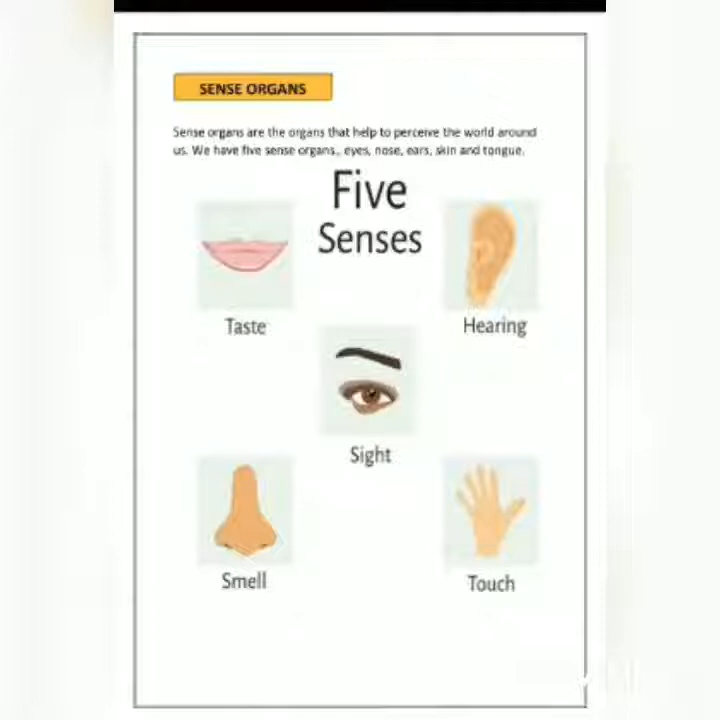 SENSE ORGANS
Sense organs are the organs that help to perceive the world around
us. We have five sense organs., eyes, nose, ears, skin and tongue.
Five
Senses
Taste
Hearing
Sight
Smell
Touch